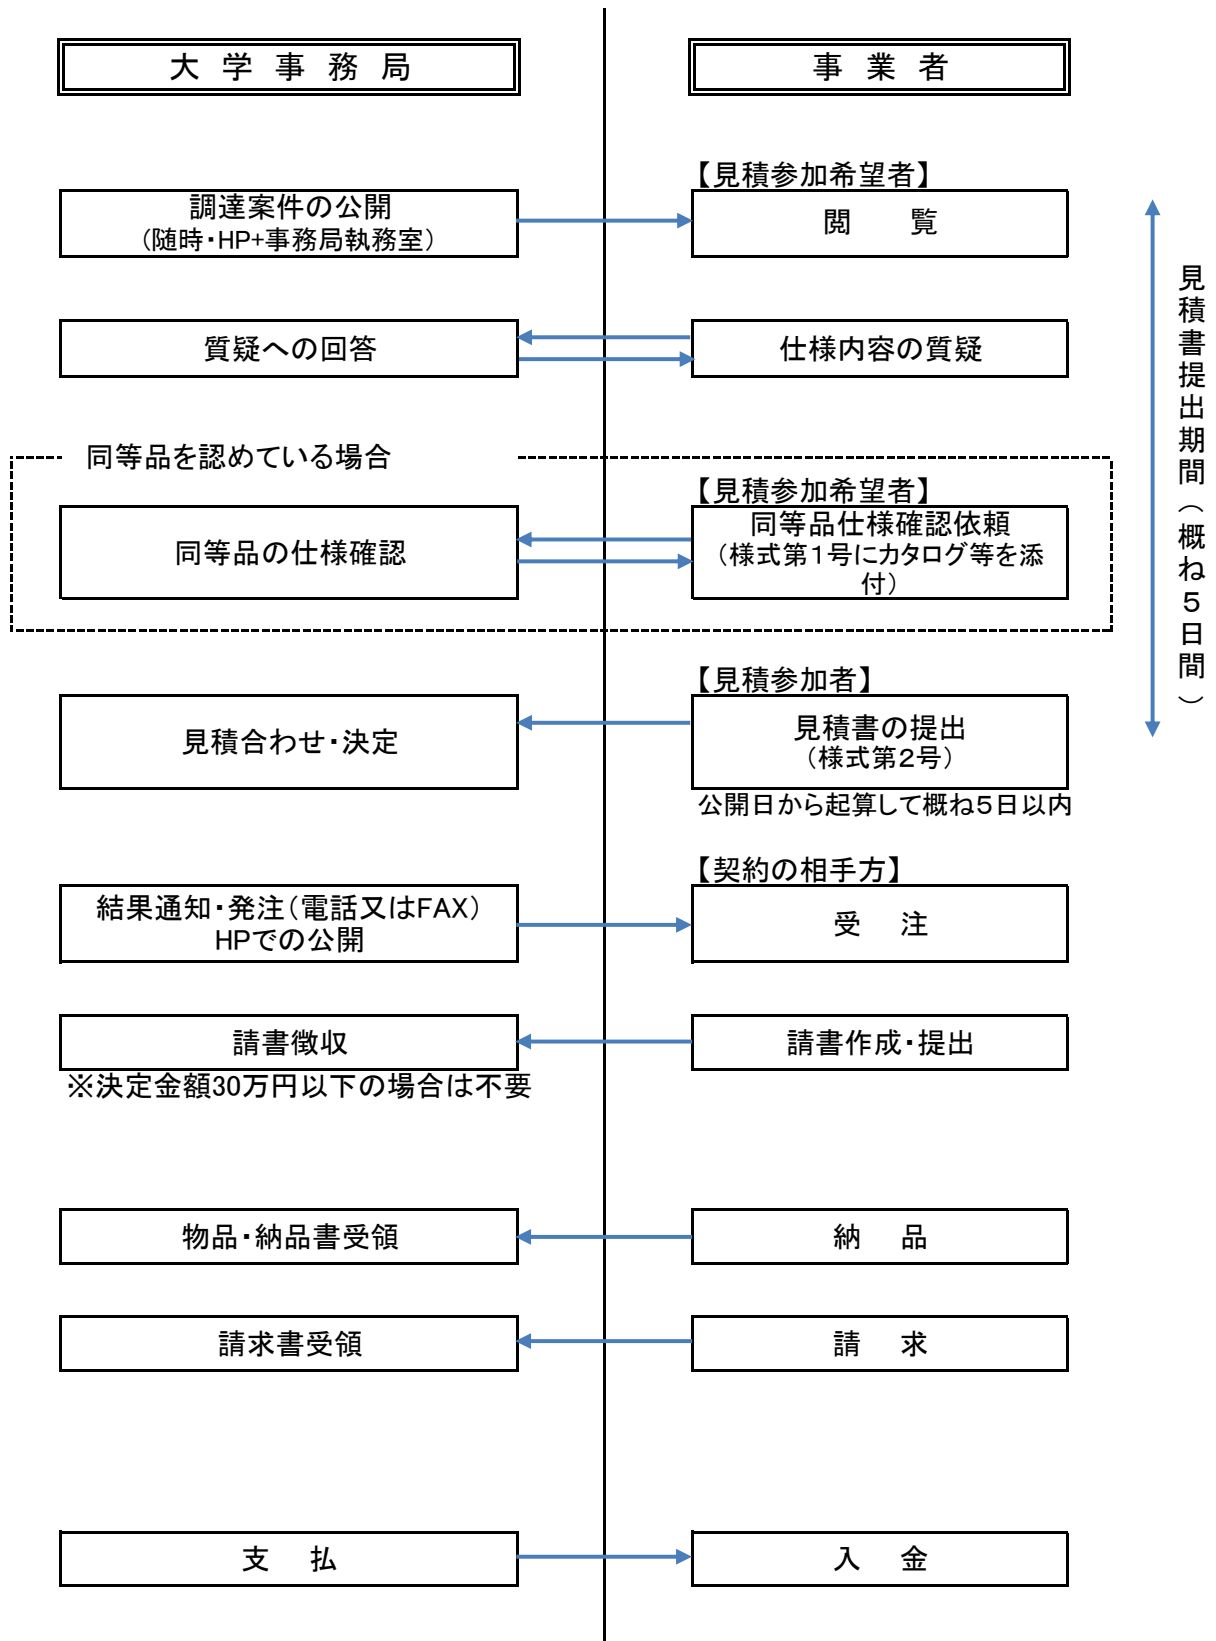 大学事務局
事業者
【見積参加希望者】
調達案件の公開
（随時・HP+事務局執務室）
閲　覧
質疑への回答
仕様内容の質疑
見積書提出期間（概ね５日間）
同等品を認めている場合
【見積参加希望者】
同等品の仕様確認
同等品仕様確認依頼
（様式第１号にカタログ等を添
付）
【見積参加者】
見積合わせ・決定
見積書の提出
（様式第２号）
公開日から起算して概ね５日以内
【契約の相手方】
結果通知・発注（電話又はFAX）
HPでの公開
受　注
請書徴収
請書作成・提出
※決定金額30万円以下の場合は不要
物品・納品書受領
納　品
請求書受領
請　求
支　払
入　金